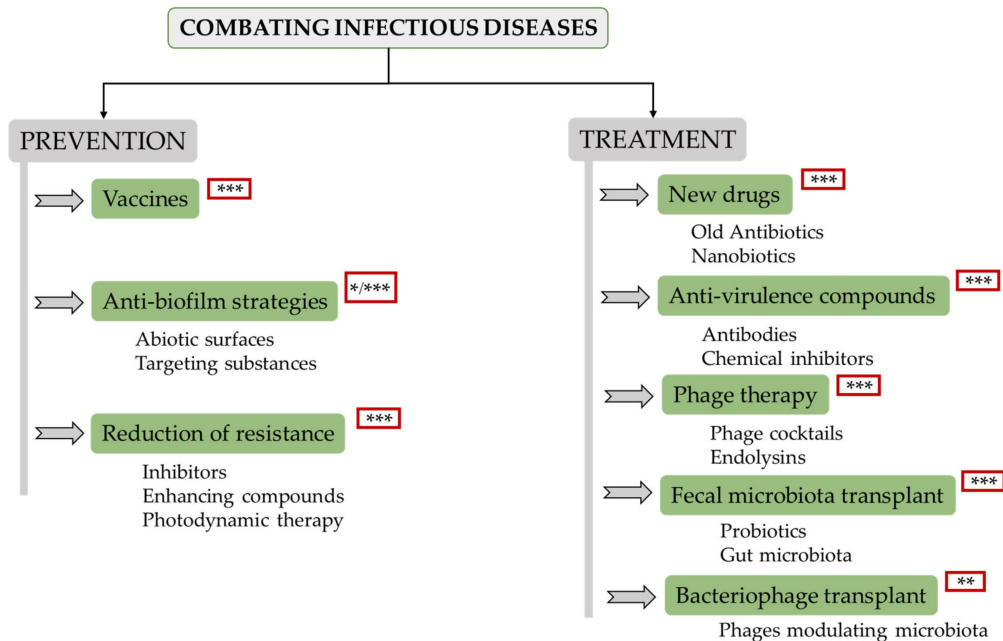 COMBATING INFECTIOUS DISEASES
PREVENTION
Vaccines ***
Anti-biofilm strategies */***
Abiotic surfaces
Targeting substances
Reduction of resistance ***
Inhibitors
Enhancing compounds
Photodynamic therapy
TREATMENT
New drugs ***
Old Antibiotics
Nanobiotics
Anti-virulence compounds ***
Antibodies
Chemical inhibitors
Phage therapy ***
Phage cocktails
Endolysins
Fecal microbiota transplant ***
Probiotics
Gut microbiota
Bacteriophage transplant **
Phages modulating microbiota